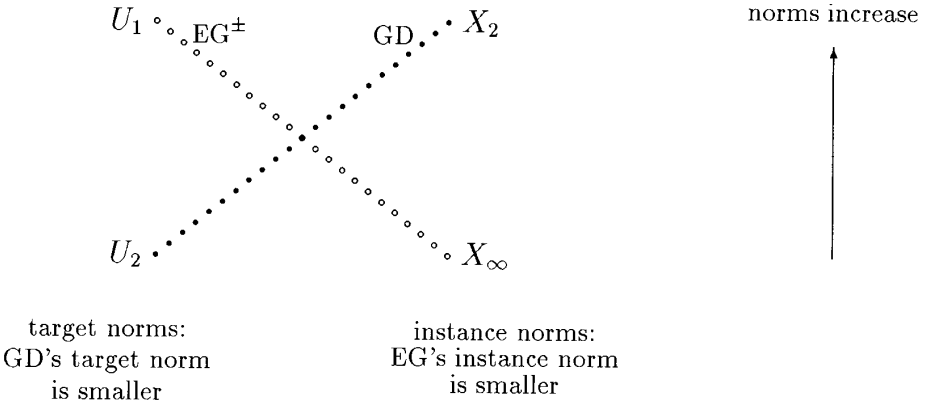 norms increase
U₁ EG± GD X₂
U₂ X∞
target norms:
GD's target norm
is smaller
instance norms:
EG's instance norm
is smaller